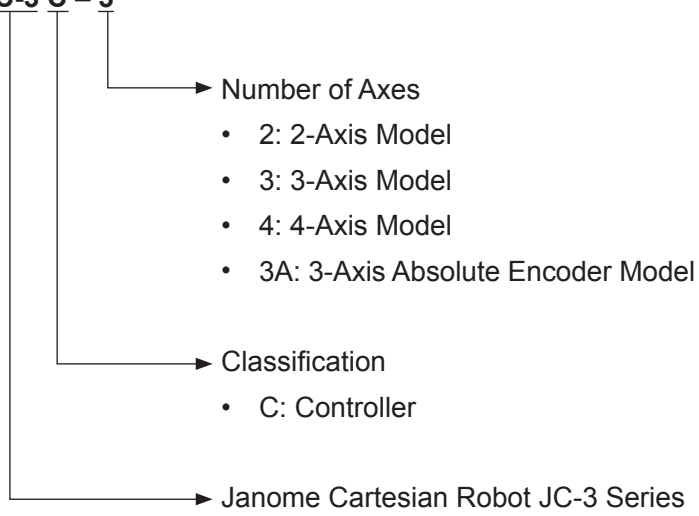 Number of Axes
• 2: 2-Axis Model
• 3: 3-Axis Model
• 4: 4-Axis Model
• 3A: 3-Axis Absolute Encoder Model
Classification
• C: Controller
Janome Cartesian Robot JC-3 Series